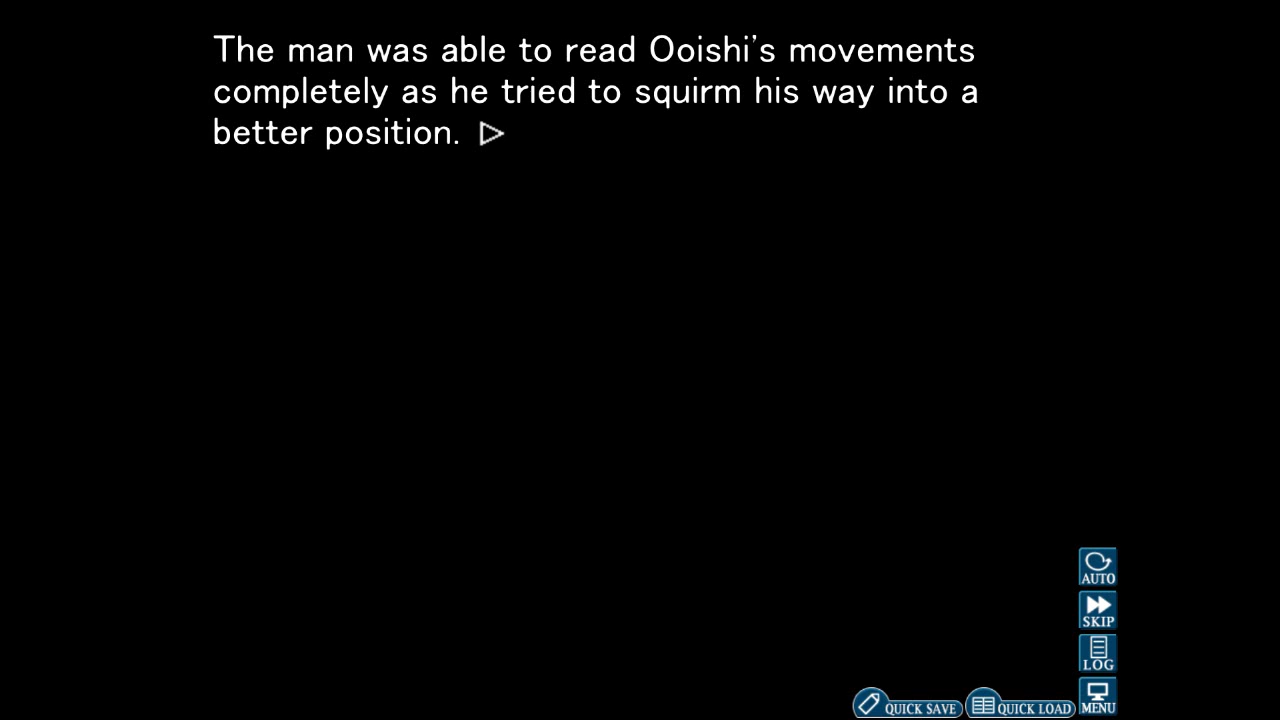 The man was able to read Ooishi's movements
completely as he tried to squirm his way into a
better position.
AUTO
SKIP
LOG
MENU
QUICK SAVE
QUICK LOAD